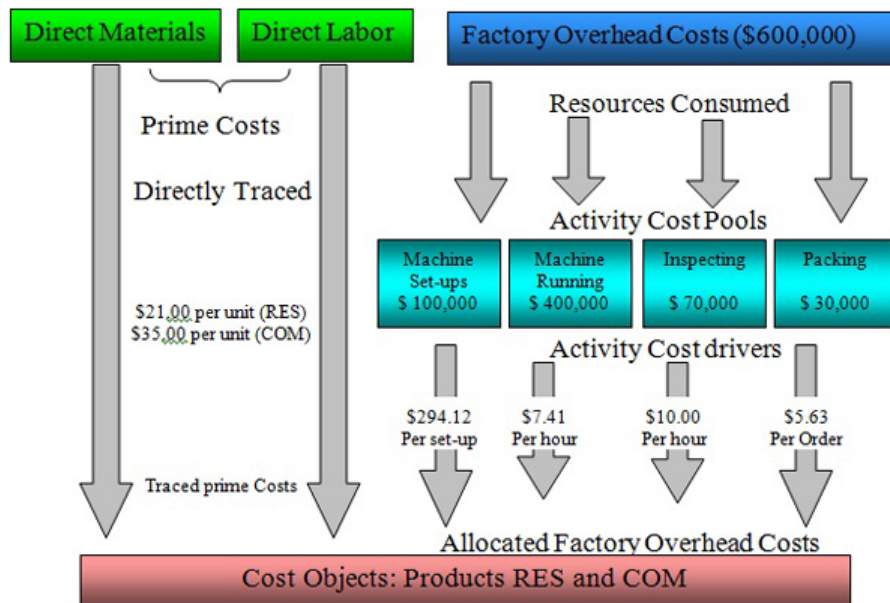 Direct Materials
Direct Labor
Factory Overhead Costs ($600,000)
Resources Consumed
Prime Costs
Directly Traced
Activity Cost Pools
Machine
Set-ups
$ 100,000
Machine
Running
$ 400,000
Inspecting
$ 70,000
Packing
$ 30,000
$21,00 per unit (RES)
$35,00 per unit (COM)
Activity Cost drivers
$294.12
Per set-up
$7.41
Per hour
$10.00
Per hour
$5.63
Per Order
Traced prime Costs
Allocated Factory Overhead Costs
Cost Objects: Products RES and COM